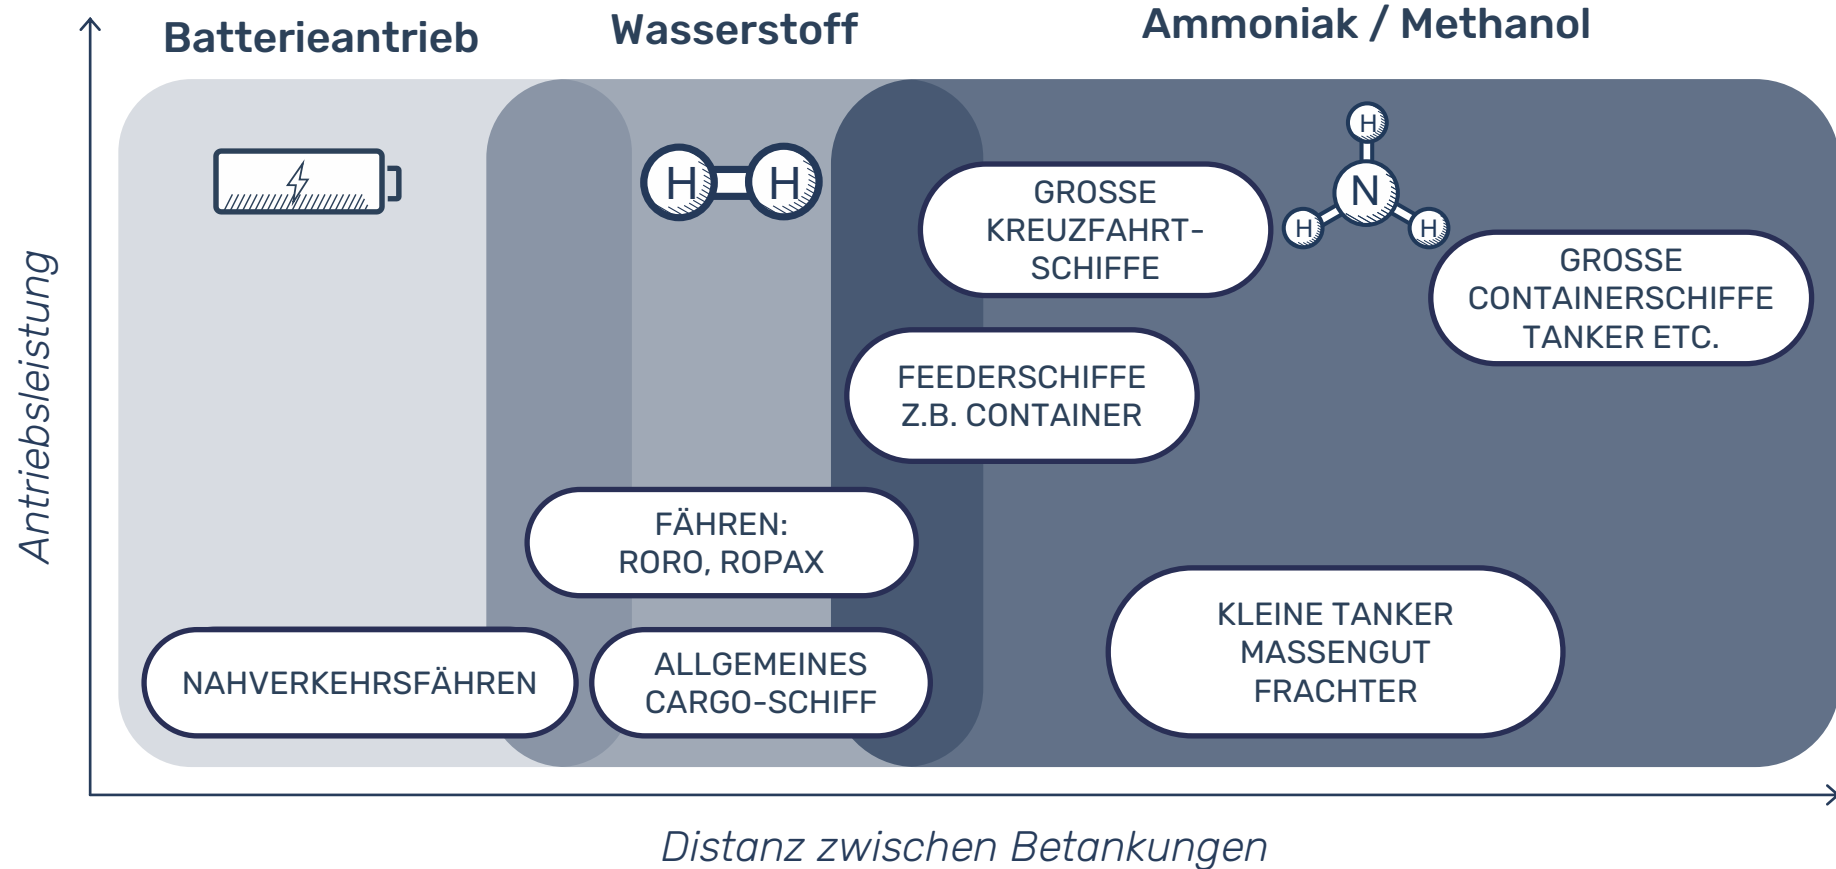 Batterieantrieb
Wasserstoff
Ammoniak / Methanol
Antriebsleistung
H H
H
N
H H
GROSSE
KREUZFAHRT-
SCHIFFE
GROSSE
CONTAINERSCHIFFE
TANKER ETC.
FEEDERSCHIFFE
Z.B. CONTAINER
FÄHREN:
RORO, ROPAX
NAHVERKEHRSFÄHREN
ALLGEMEINES
CARGO-SCHIFF
KLEINE TANKER
MASSENGUT
FRACHTER
Distanz zwischen Betankungen